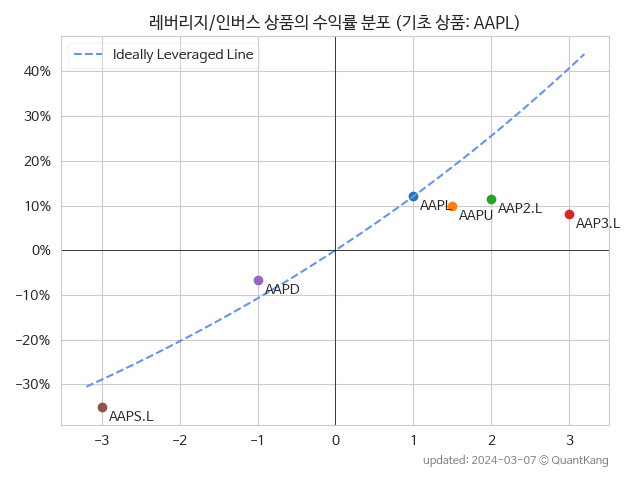 레버리지/인버스 상품의 수익률 분포 (기초 상품: AAPL)
Ideally Leveraged Line
40%
30%
20%
10%
0%
−10%
−20%
−30%
AAPL
AAPU
AAP2.L
AAP3.L
AAPD
AAPS.L
−3
−2
−1
0
1
2
3
updated: 2024-03-07 © QuantKang